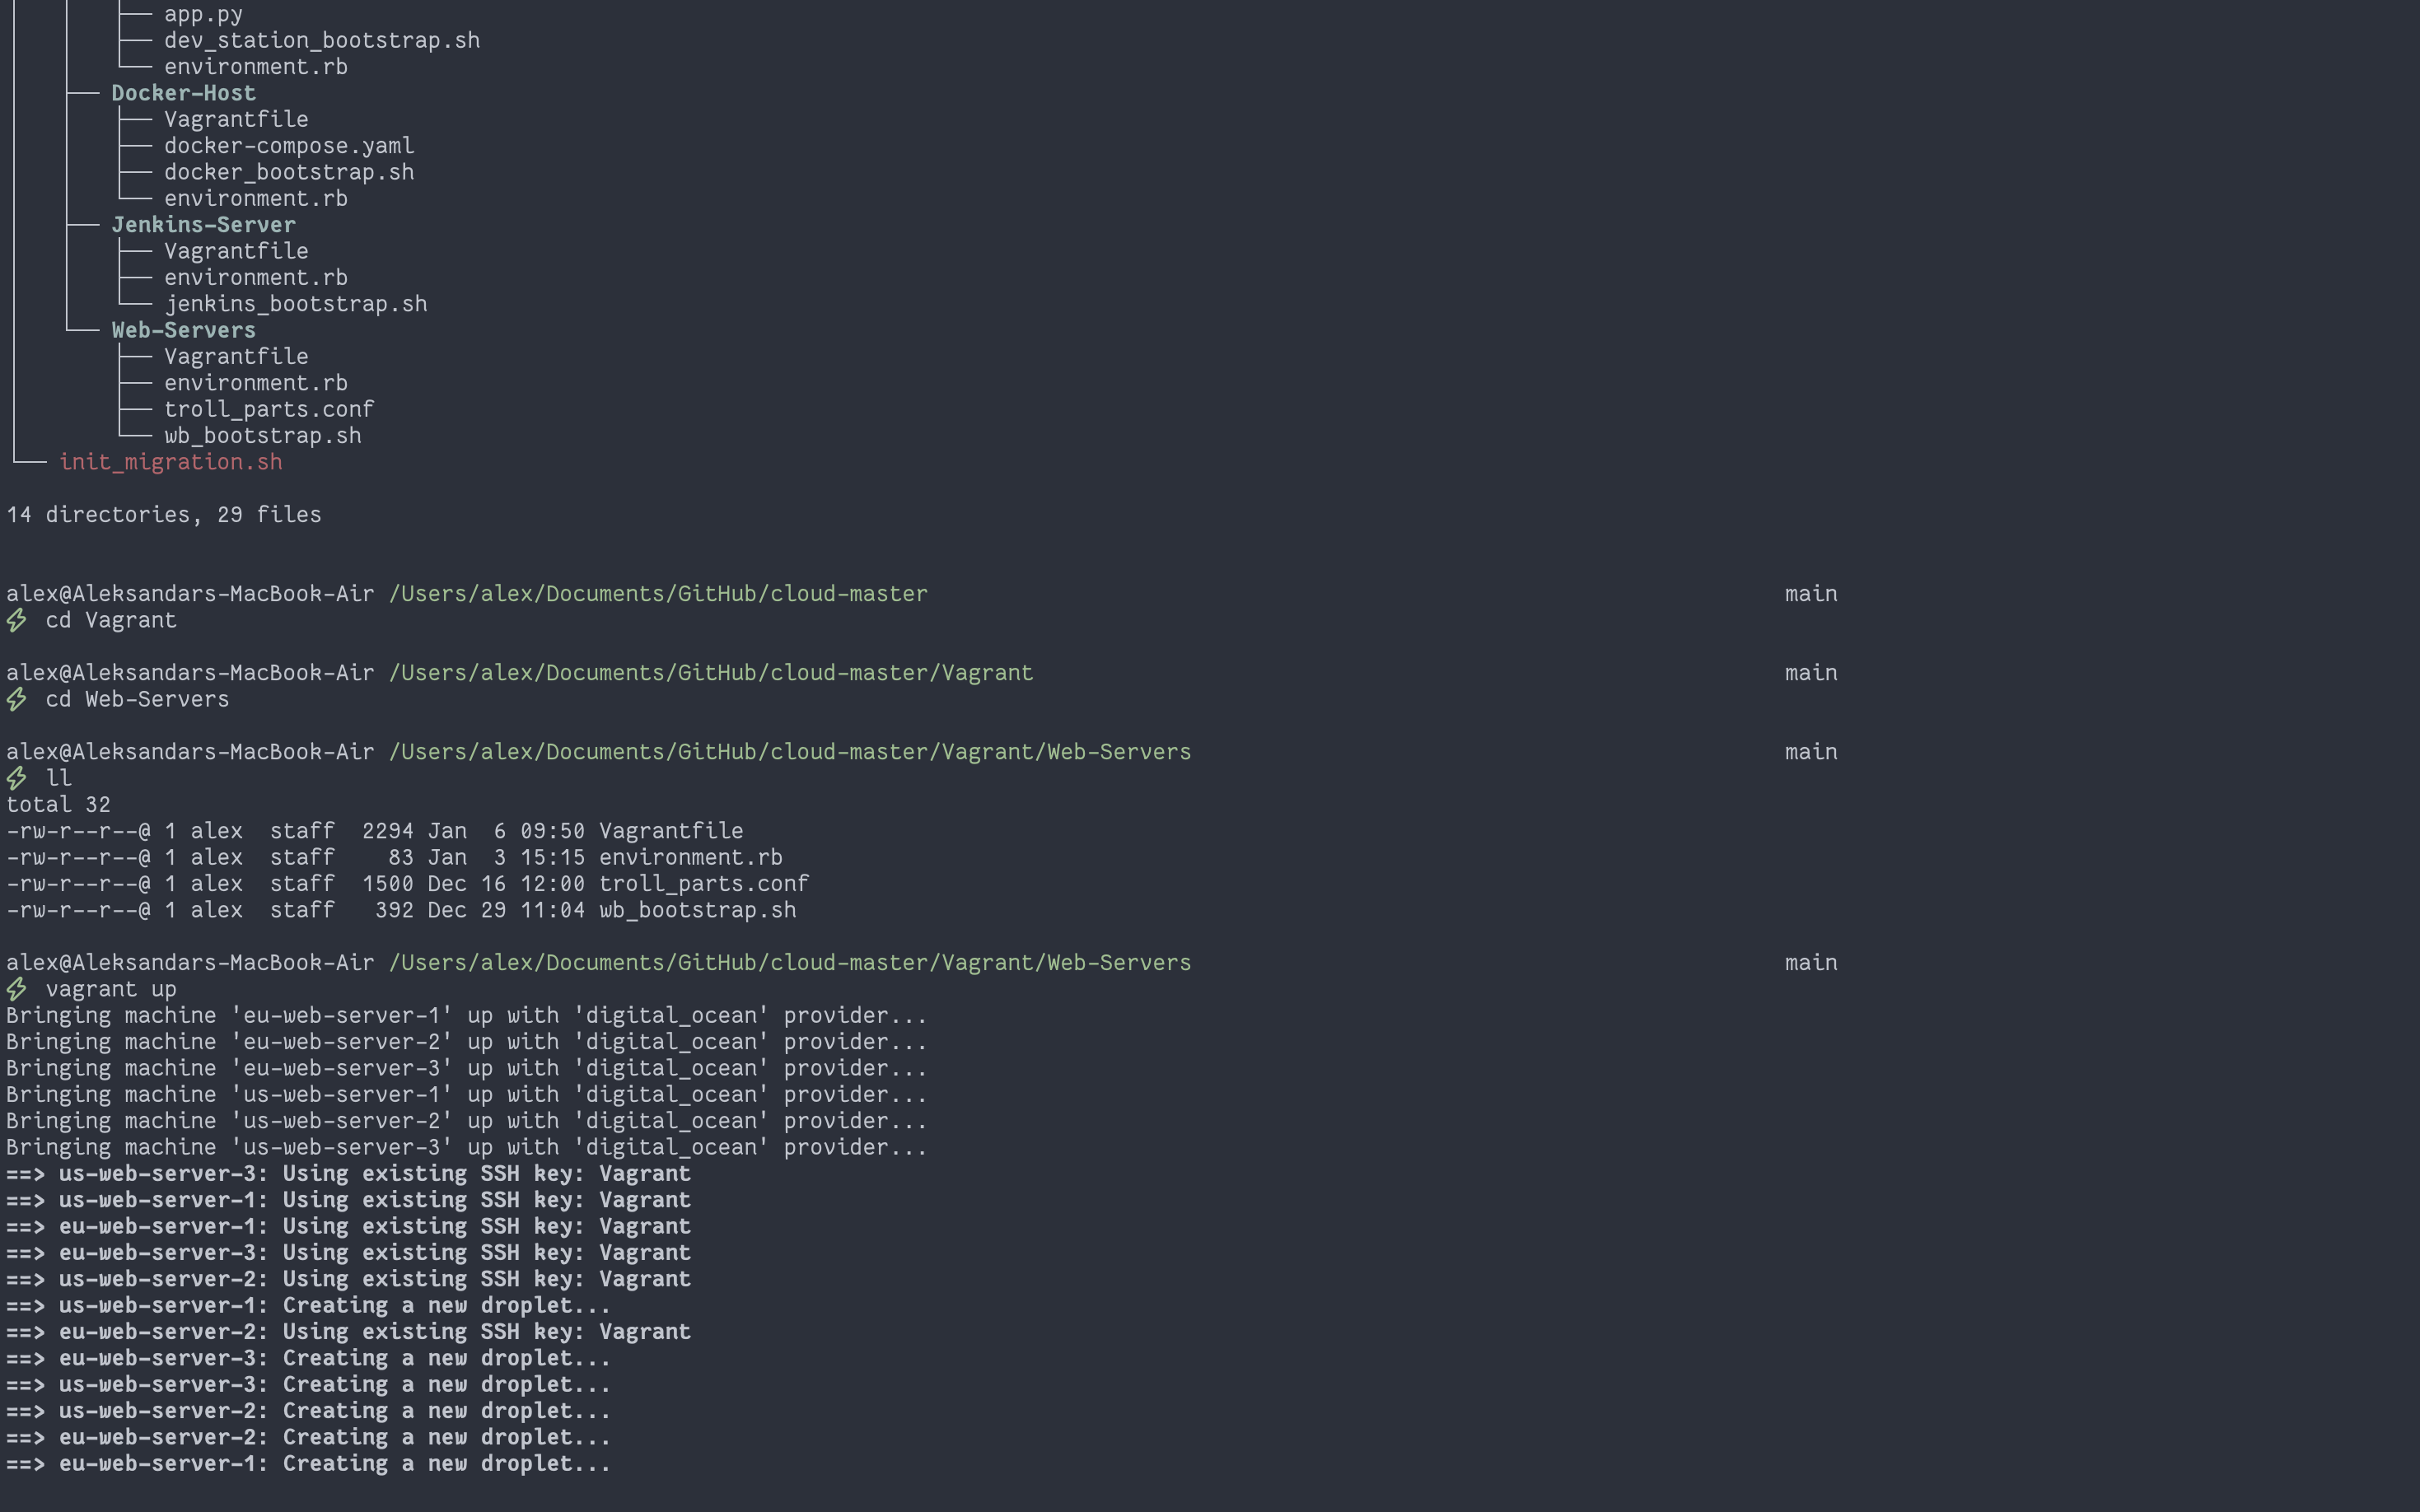 │   │   ├── app.py
│   │   ├── dev_station_bootstrap.sh
│   │   └── environment.rb
│   ├── Docker-Host
│   │   ├── Vagrantfile
│   │   ├── docker-compose.yaml
│   │   ├── docker_bootstrap.sh
│   │   └── environment.rb
│   ├── Jenkins-Server
│   │   ├── Vagrantfile
│   │   ├── environment.rb
│   │   └── jenkins_bootstrap.sh
│   └── Web-Servers
│       ├── Vagrantfile
│       ├── environment.rb
│       ├── troll_parts.conf
│       └── wb_bootstrap.sh
└── init_migration.sh
14 directories, 29 files
alex@Aleksandars-MacBook-Air /Users/alex/Documents/GitHub/cloud-master main
⚡ cd Vagrant
alex@Aleksandars-MacBook-Air /Users/alex/Documents/GitHub/cloud-master/Vagrant main
⚡ cd Web-Servers
alex@Aleksandars-MacBook-Air /Users/alex/Documents/GitHub/cloud-master/Vagrant/Web-Servers main
⚡ ll
total 32
-rw-r--r--@ 1 alex  staff  2294 Jan  6 09:50 Vagrantfile
-rw-r--r--@ 1 alex  staff    83 Jan  3 15:15 environment.rb
-rw-r--r--@ 1 alex  staff  1500 Dec 16 12:00 troll_parts.conf
-rw-r--r--@ 1 alex  staff   392 Dec 29 11:04 wb_bootstrap.sh
alex@Aleksandars-MacBook-Air /Users/alex/Documents/GitHub/cloud-master/Vagrant/Web-Servers main
⚡ vagrant up
Bringing machine 'eu-web-server-1' up with 'digital_ocean' provider...
Bringing machine 'eu-web-server-2' up with 'digital_ocean' provider...
Bringing machine 'eu-web-server-3' up with 'digital_ocean' provider...
Bringing machine 'us-web-server-1' up with 'digital_ocean' provider...
Bringing machine 'us-web-server-2' up with 'digital_ocean' provider...
Bringing machine 'us-web-server-3' up with 'digital_ocean' provider...
==> us-web-server-3: Using existing SSH key: Vagrant
==> us-web-server-1: Using existing SSH key: Vagrant
==> eu-web-server-1: Using existing SSH key: Vagrant
==> eu-web-server-3: Using existing SSH key: Vagrant
==> us-web-server-2: Using existing SSH key: Vagrant
==> us-web-server-1: Creating a new droplet...
==> eu-web-server-2: Using existing SSH key: Vagrant
==> eu-web-server-3: Creating a new droplet...
==> us-web-server-3: Creating a new droplet...
==> us-web-server-2: Creating a new droplet...
==> eu-web-server-2: Creating a new droplet...
==> eu-web-server-1: Creating a new droplet...